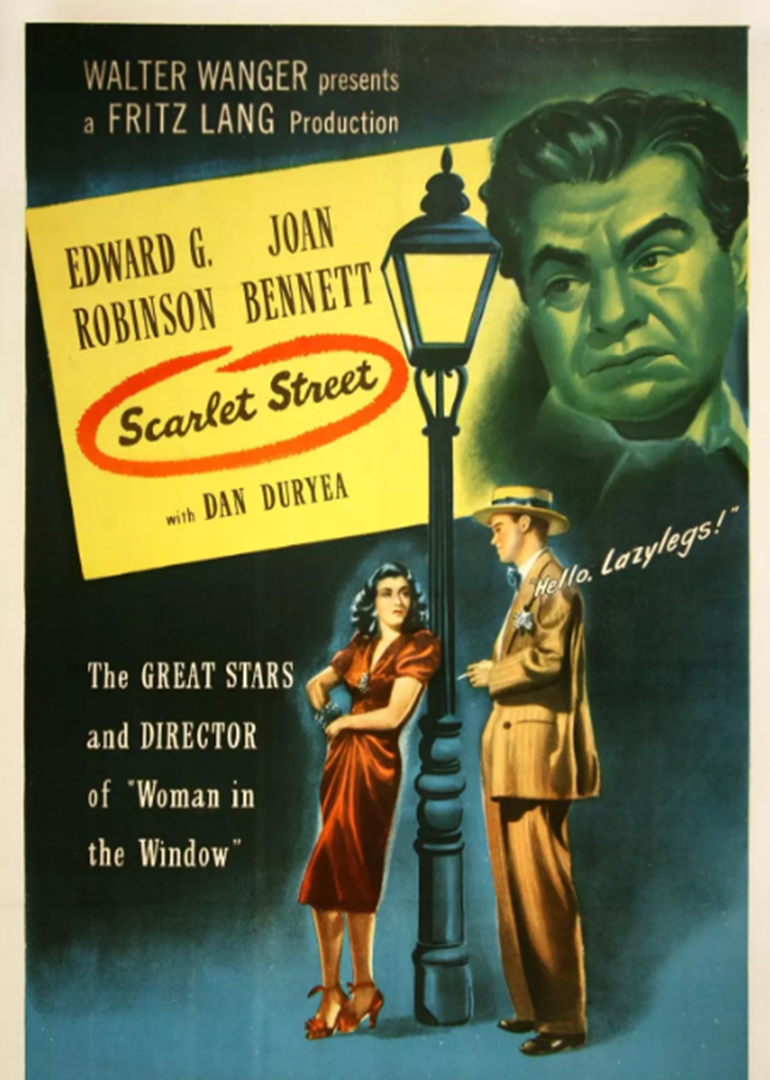 WALTER WANGER presents
a FRITZ LANG Production
EDWARD G. ROBINSON
JOAN BENNETT
Scarlet Street
with DAN DURYEA
"Hello, Lazylegs!"
The GREAT STARS
and DIRECTOR
of "Woman in
the Window"